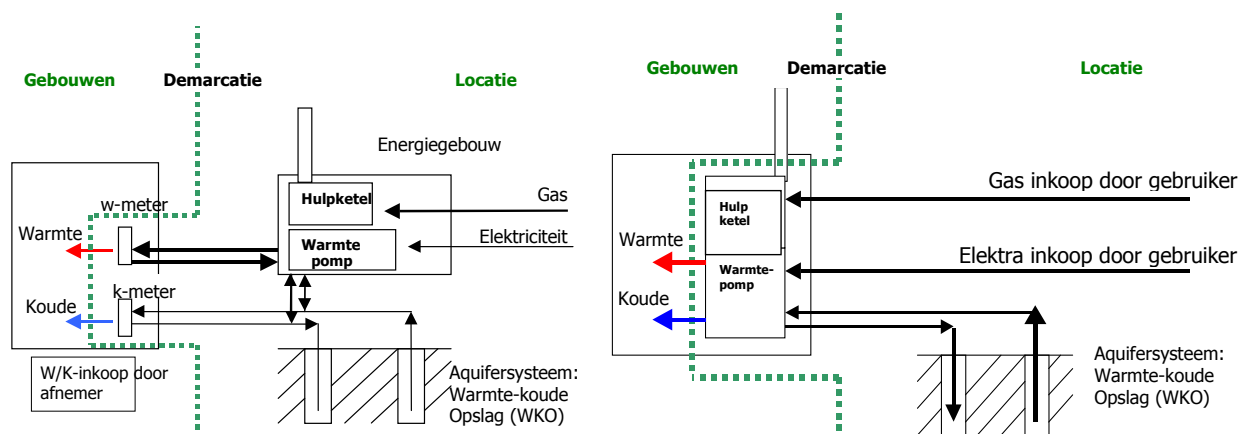 Gebouwen
Demarcatie
Locatie
Energiegebouw
w-meter
Hulpketel
Gas
Warmte
Warmte
pomp
Elektriciteit
k-meter
Koude
W/K-inkoop door
afnemer
Aquifersysteem:
Warmte-koude
Opslag (WKO)
Gebouwen
Demarcatie
Locatie
Gas inkoop door gebruiker
Hulp
ketel
Warmte
Elektra inkoop door gebruiker
Warmte-
pomp
Koude
Aquifersysteem:
Warmte-koude
Opslag (WKO)